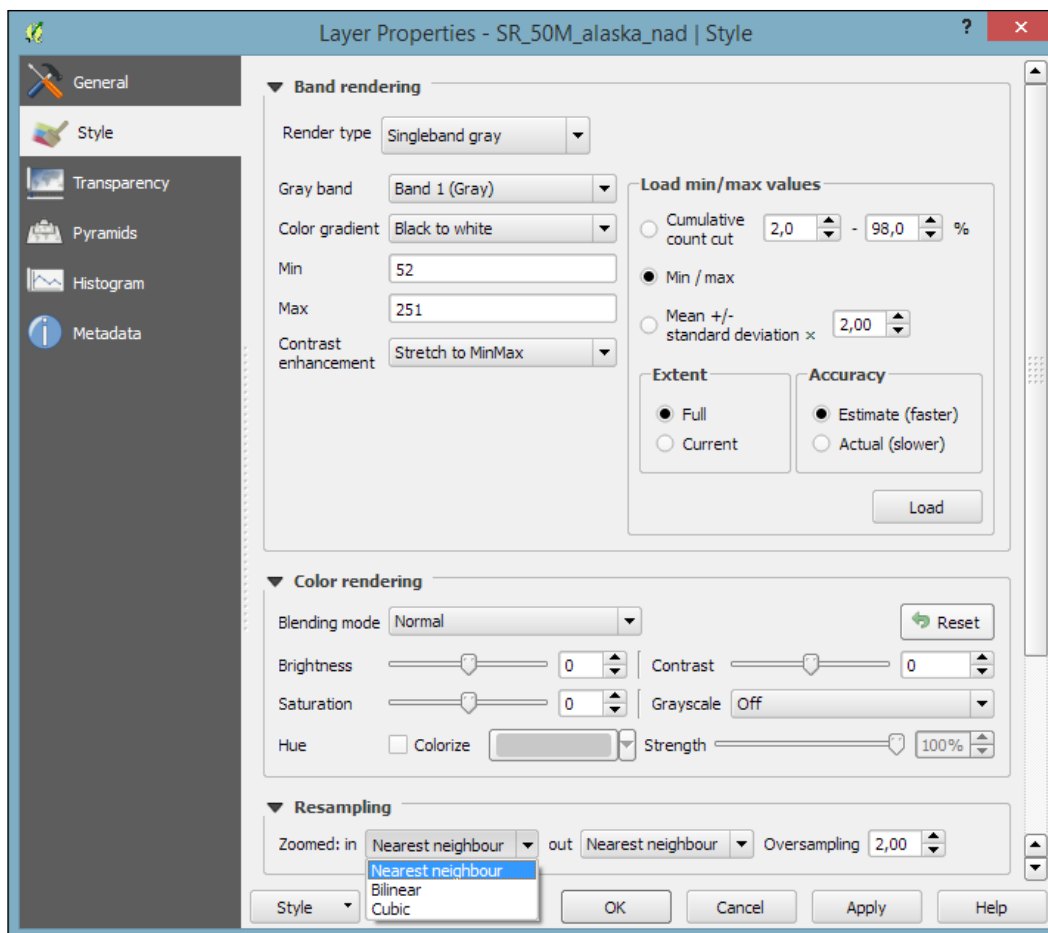 Layer Properties - SR_50M_alaska_nad | Style
?
×
General
Style
Transparency
Pyramids
Histogram
Metadata
Band rendering
Render type Singleband gray
Gray band Band 1 (Gray)
Color gradient Black to white
Min 52
Max 251
Contrast
enhancement Stretch to MinMax
Load min/max values
Cumulative
count cut 2,0 - 98,0 %
Min / max
Mean +/-
standard deviation × 2,00
Extent
Full
Current
Accuracy
Estimate (faster)
Actual (slower)
Load
Color rendering
Blending mode Normal Reset
Brightness 0 Contrast 0
Saturation 0 Grayscale Off
Hue Colorize Strength 100%
Resampling
Zoomed: in Nearest neighbour out Nearest neighbour Oversampling 2,00
Nearest neighbour
Bilinear
Cubic
Style OK Cancel Apply Help